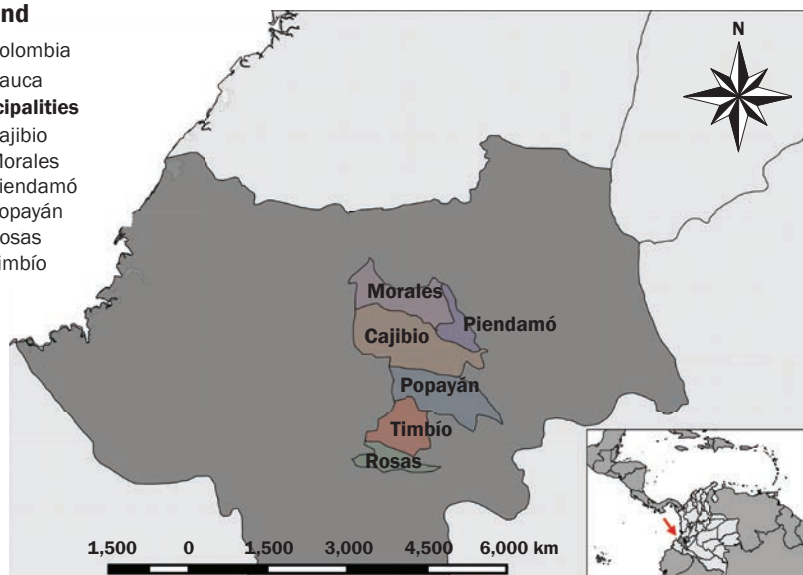 nd
olombia
auca
cipalities
ajibio
orales
iendamó
opayán
osas
imbío
N
Morales
Piendamó
Cajibio
Popayán
Timbío
Rosas
1,500 0 1,500 3,000 4,500 6,000 km